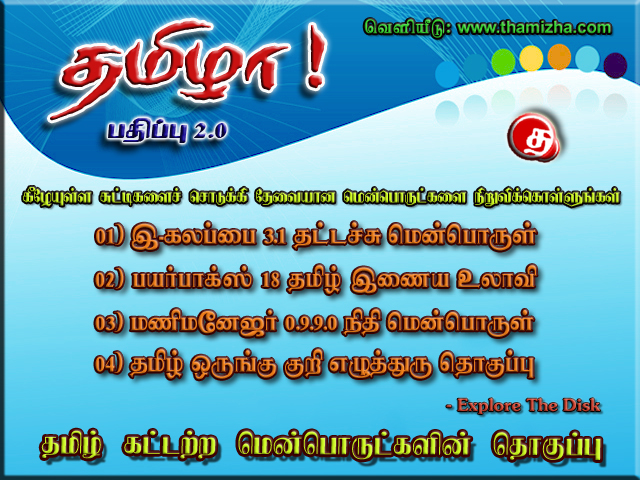 வெளியீடு: www.thamizha.com
தமிழா !
பதிப்பு 2.0
த
கீழேயுள்ள சுட்டிகளைச் சொடுக்கி தேவையான மென்பொருட்களை நிறுவிக்கொள்ளுங்கள்
01) இ-கலப்பை 3.1 தட்டச்சு மென்பொருள்
02) பயர்பாக்ஸ் 18 தமிழ் இணைய உலாவி
03) மணிமனேஜர் 0.9.9.0 நிதி மென்பொருள்
04) தமிழ் ஒருங்கு குறி எழுத்துரு தொகுப்பு
- Explore The Disk
தமிழ் கட்டற்ற மென்பொருட்களின் தொகுப்பு